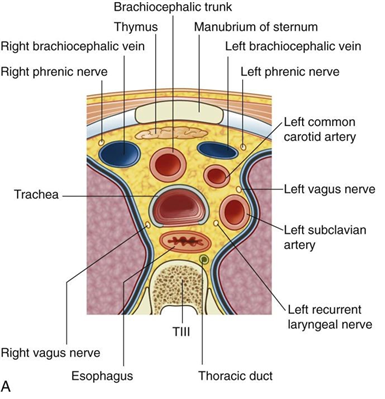 Brachiocephalic trunk
Thymus
Manubrium of sternum
Right brachiocephalic vein
Left brachiocephalic vein
Right phrenic nerve
Left phrenic nerve
Left common
carotid artery
Trachea
Left vagus nerve
Left subclavian
artery
Left recurrent
laryngeal nerve
TIII
Right vagus nerve
Esophagus
Thoracic duct
A